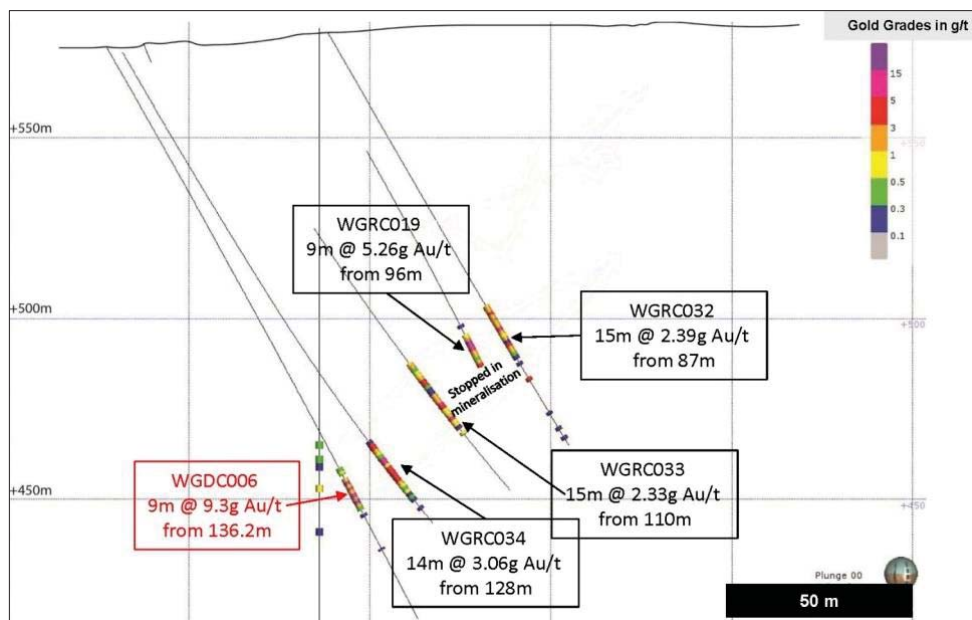 Gold Grades in g/t
15
5
3
1
0.5
0.3
0.1
+550m
+550
WGRC019
9m @ 5.26g Au/t
from 96m
+500m
+500
WGRC032
15m @ 2.39g Au/t
from 87m
Stopped in
mineralisation
WGRC033
15m @ 2.33g Au/t
from 110m
WGDC006
9m @ 9.3g Au/t
from 136.2m
+450m
+450
WGRC034
14m @ 3.06g Au/t
from 128m
Plunge 00
50 m